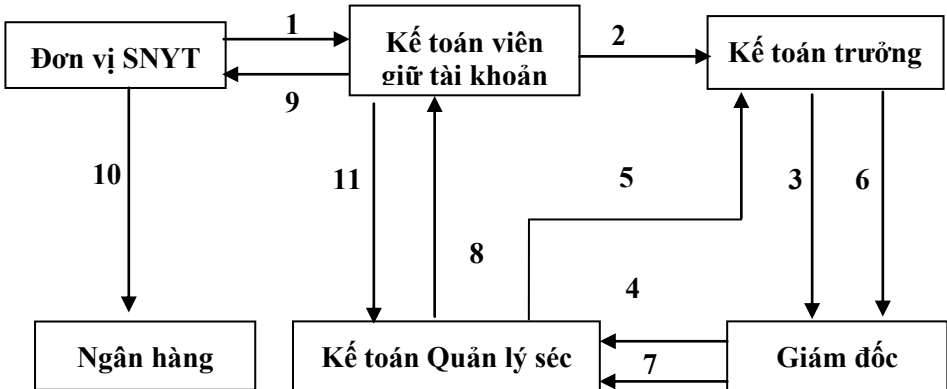 1
Đơn vị SNYT
9
Kế toán viên
giữ tài khoản
2
Kế toán trưởng
10
11
8
5
3
6
4
7
Ngân hàng
Kế toán Quản lý séc
Giám đốc